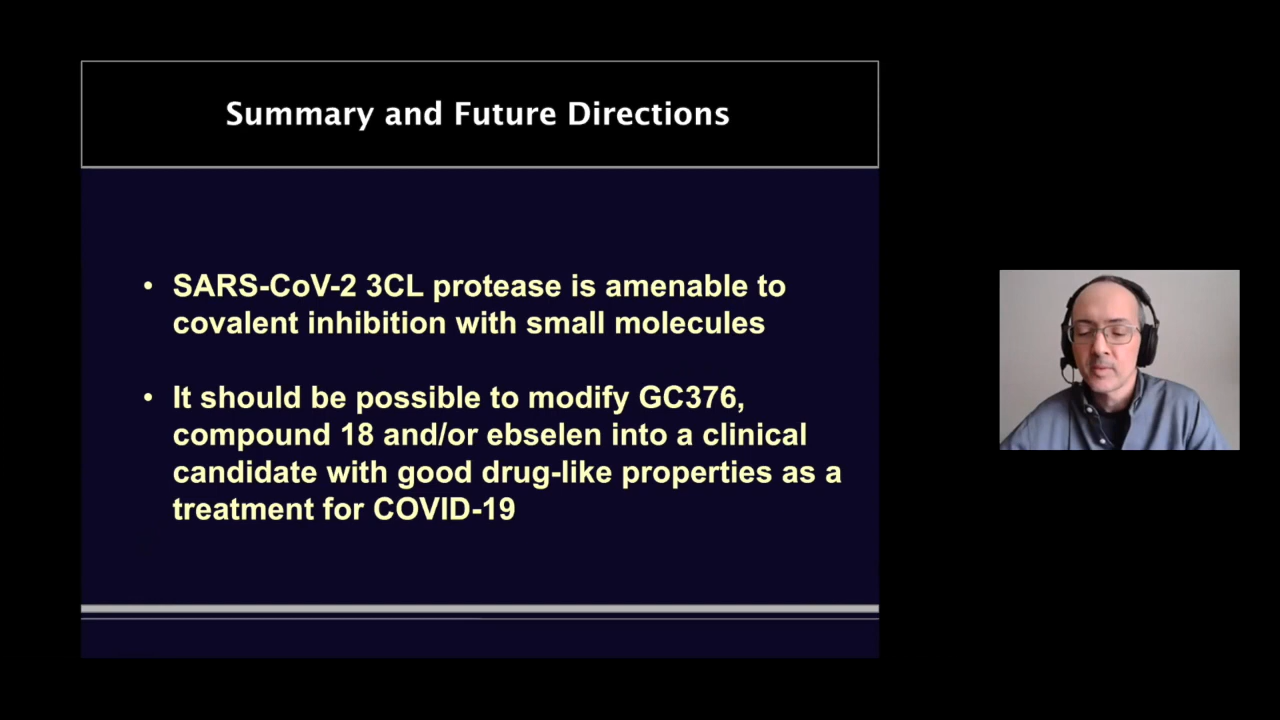 Summary and Future Directions
• SARS-CoV-2 3CL protease is amenable to
covalent inhibition with small molecules
• It should be possible to modify GC376,
compound 18 and/or ebselen into a clinical
candidate with good drug-like properties as a
treatment for COVID-19